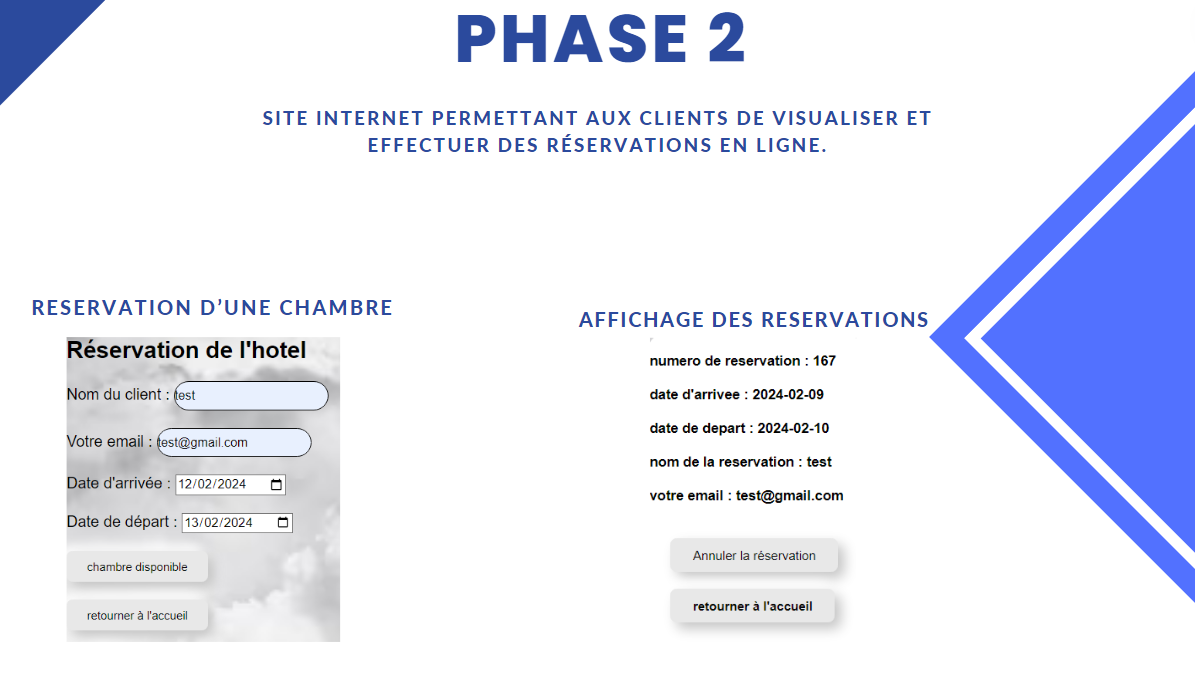 PHASE 2
SITE INTERNET PERMETTANT AUX CLIENTS DE VISUALISER ET
EFFECTUER DES RÉSERVATIONS EN LIGNE.
RESERVATION D’UNE CHAMBRE
Réservation de l'hotel
Nom du client : test
Votre email : test@gmail.com
Date d'arrivée : 12/02/2024
Date de départ : 13/02/2024
chambre disponible
retourner à l'accueil
AFFICHAGE DES RESERVATIONS
numero de reservation : 167
date d'arrivee : 2024-02-09
date de depart : 2024-02-10
nom de la reservation : test
votre email : test@gmail.com
Annuler la réservation
retourner à l'accueil